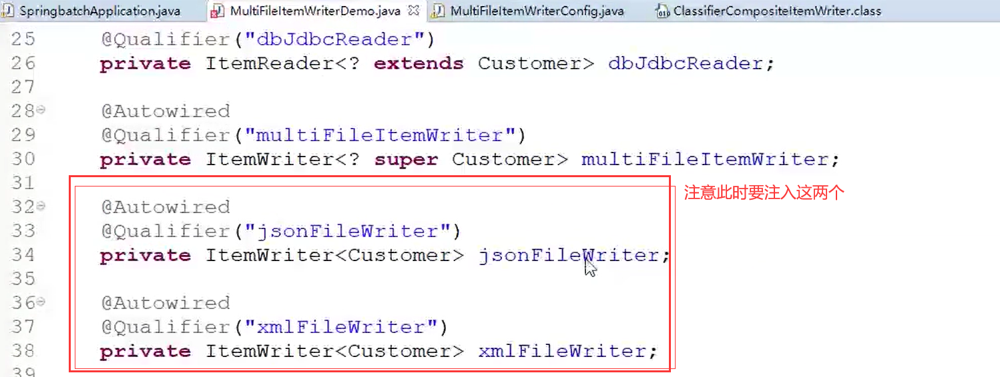 SpringbatchApplication.java MultiFileItemWriterDemo.java MultiFileItemWriterConfig.java ClassifierCompositeItemWriter.class
25 @Qualifier("dbJdbcReader")
26 private ItemReader<? extends Customer> dbJdbcReader;
27
28 @Autowired
29 @Qualifier("multiFileItemWriter")
30 private ItemWriter<? super Customer> multiFileItemWriter;
31
注意此时要注入这两个
32 @Autowired
33 @Qualifier("jsonFileWriter")
34 private ItemWriter<Customer> jsonFileWriter;
35
36 @Autowired
37 @Qualifier("xmlFileWriter")
38 private ItemWriter<Customer> xmlFileWriter;
39